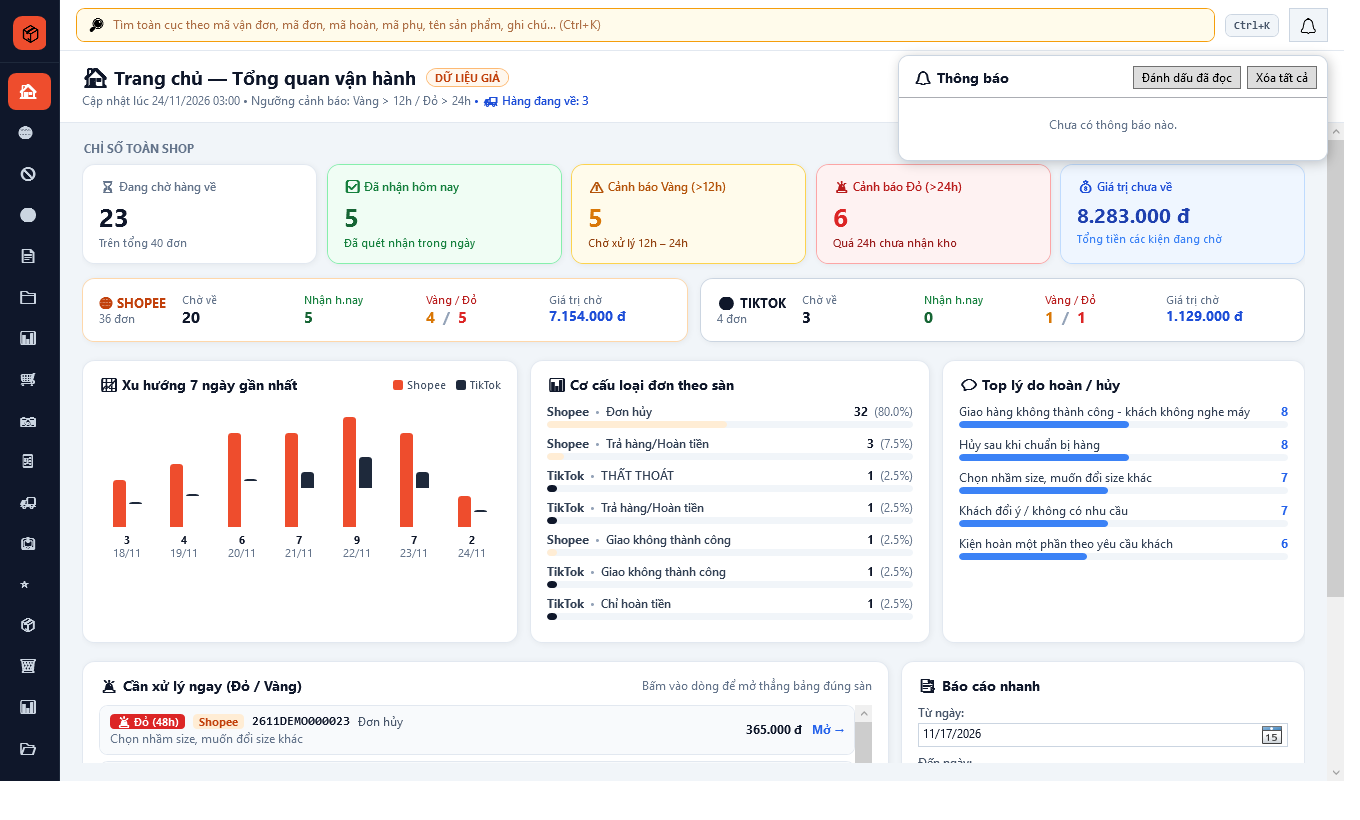 Tìm toàn cục theo mã vận đơn, mã đơn, mã hoàn, mã phụ, tên sản phẩm, ghi chú... (Ctrl+K)
Ctrl+K
Trang chủ — Tổng quan vận hành
DỮ LIỆU GIẢ
Cập nhật lúc 24/11/2026 03:00 • Ngưỡng cảnh báo: Vàng > 12h / Đỏ > 24h •
Hàng đang về: 3
Thông báo
Đánh dấu đã đọc
Xóa tất cả
Chưa có thông báo nào.
CHỈ SỐ TOÀN SHOP
Đang chờ hàng về
23
Trên tổng 40 đơn
Đã nhận hôm nay
5
Đã quét nhận trong ngày
Cảnh báo Vàng (>12h)
5
Chờ xử lý 12h – 24h
Cảnh báo Đỏ (>24h)
6
Quá 24h chưa nhận kho
Giá trị chưa về
8.283.000 đ
Tổng tiền các kiện đang chờ
SHOPEE
36 đơn
Chờ về
20
Nhận h.nay
5
Vàng / Đỏ
4 / 5
Giá trị chờ
7.154.000 đ
TIKTOK
4 đơn
Chờ về
3
Nhận h.nay
0
Vàng / Đỏ
1 / 1
Giá trị chờ
1.129.000 đ
Xu hướng 7 ngày gần nhất
Shopee
TikTok
3 4 6 7 9 7 2
18/11 19/11 20/11 21/11 22/11 23/11 24/11
Cơ cấu loại đơn theo sàn
Shopee • Đơn hủy 32 (80.0%)
Shopee • Trả hàng/Hoàn tiền 3 (7.5%)
TikTok • THẤT THOÁT 1 (2.5%)
TikTok • Trả hàng/Hoàn tiền 1 (2.5%)
Shopee • Giao không thành công 1 (2.5%)
TikTok • Giao không thành công 1 (2.5%)
TikTok • Chỉ hoàn tiền 1 (2.5%)
Top lý do hoàn / hủy
Giao hàng không thành công - khách không nghe máy 8
Hủy sau khi chuẩn bị hàng 8
Chọn nhầm size, muốn đổi size khác 7
Khách đổi ý / không có nhu cầu 7
Kiện hoàn một phần theo yêu cầu khách 6
Cần xử lý ngay (Đỏ / Vàng)
Bấm vào dòng để mở thẳng bảng đúng sàn
Đỏ (48h) Shopee 2611DEMO000023 Đơn hủy
Chọn nhầm size, muốn đổi size khác
365.000 đ Mở →
Báo cáo nhanh
Từ ngày:
11/17/2026
15
Đến ngày: